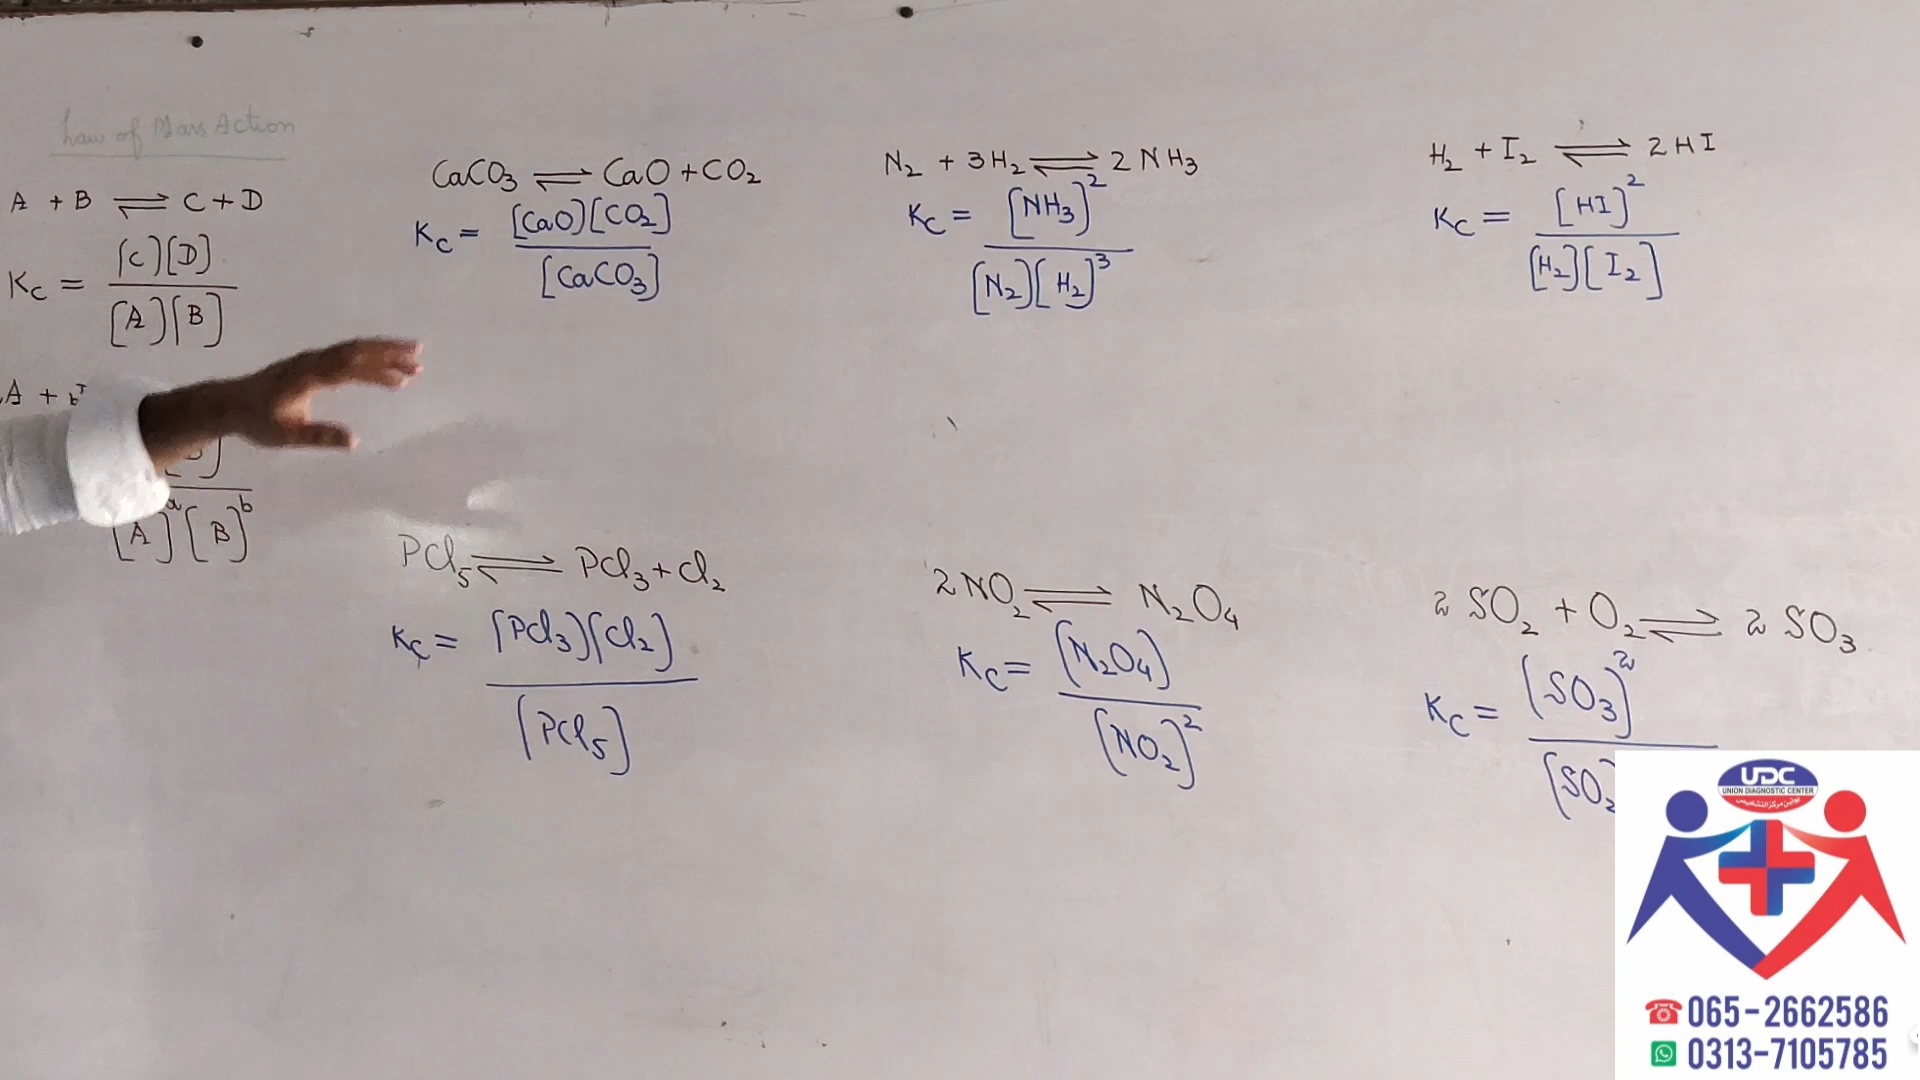 Law of Mass Action
A + B ⇌ C + D
Kc = [C][D]
[A][B]
A +
[A]ᵃ [B]ᵇ
CaCO₃ ⇌ CaO + CO₂
Kc = [CaO][CO₂]
[CaCO₃]
N₂ + 3H₂ ⇌ 2NH₃
Kc = [NH₃]²
[N₂][H₂]³
H₂ + I₂ ⇌ 2HI
Kc = [HI]²
[H₂][I₂]
PCl₅ ⇌ PCl₃ + Cl₂
Kc = [PCl₃][Cl₂]
[PCl₅]
2NO₂ ⇌ N₂O₄
Kc = [N₂O₄]
[NO₂]²
2SO₂ + O₂ ⇌ 2SO₃
Kc = [SO₃]²
[SO₂
UDC
UNION DIAGNOSTIC CENTER
065-2662586
0313-7105785